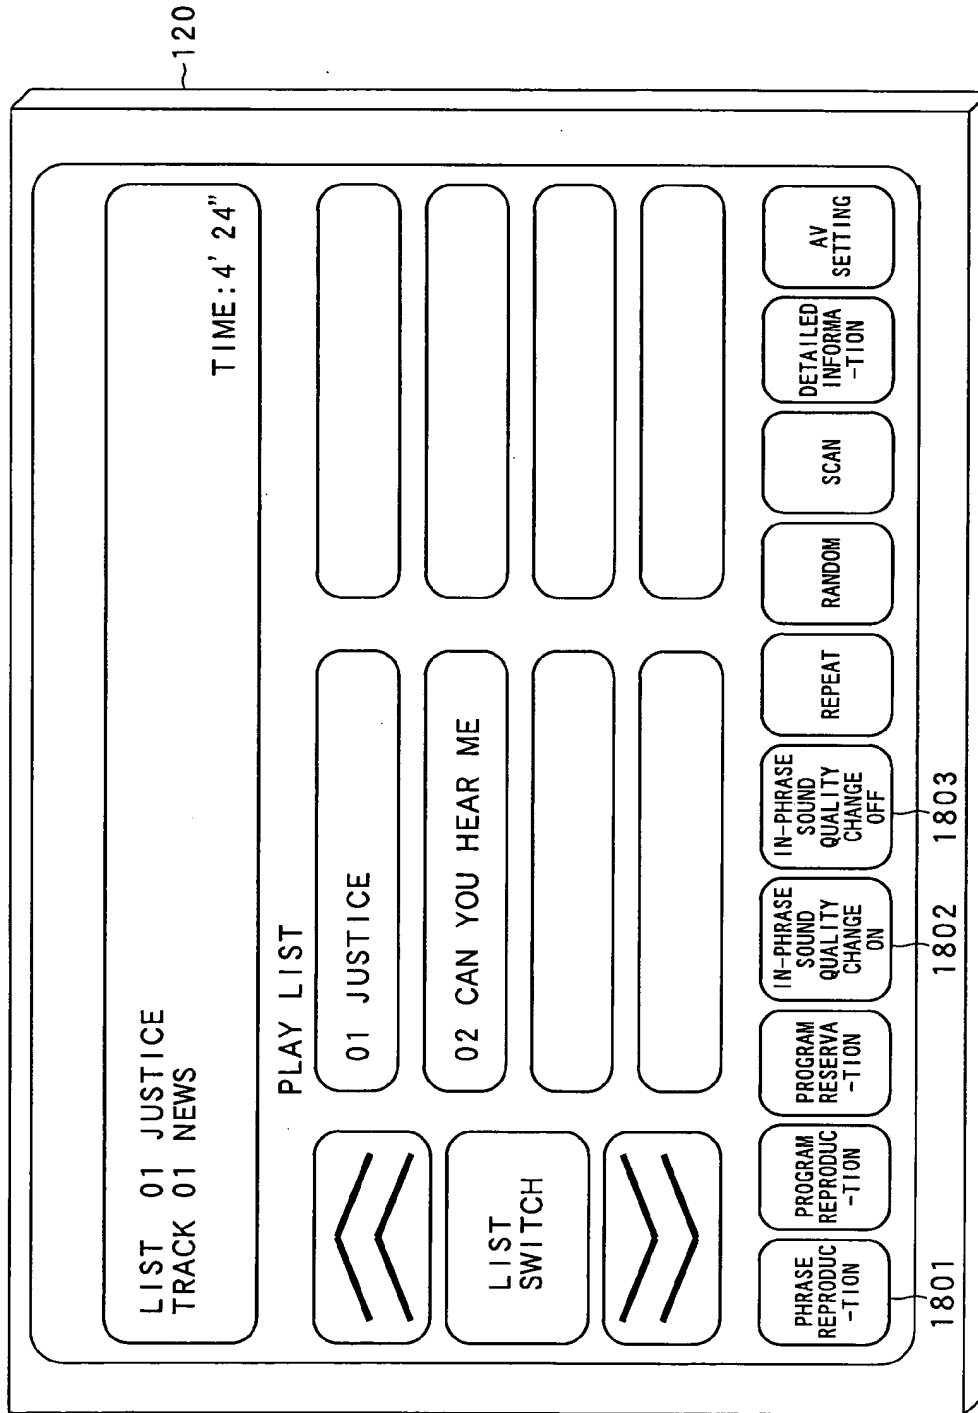 120
LIST 01 JUSTICE
TRACK 01 NEWS
TIME:4' 24"
PLAY LIST
01 JUSTICE
02 CAN YOU HEAR ME
LIST
SWITCH
PHRASE
REPRODUC
-TION
PROGRAM
REPRODUC
-TION
PROGRAM
RESERVA
-TION
IN-PHRASE
SOUND
QUALITY
CHANGE
ON
IN-PHRASE
SOUND
QUALITY
CHANGE
OFF
REPEAT
RANDOM
SCAN
DETAILED
INFORMA
-TION
AV
SETTING
1801
1802
1803